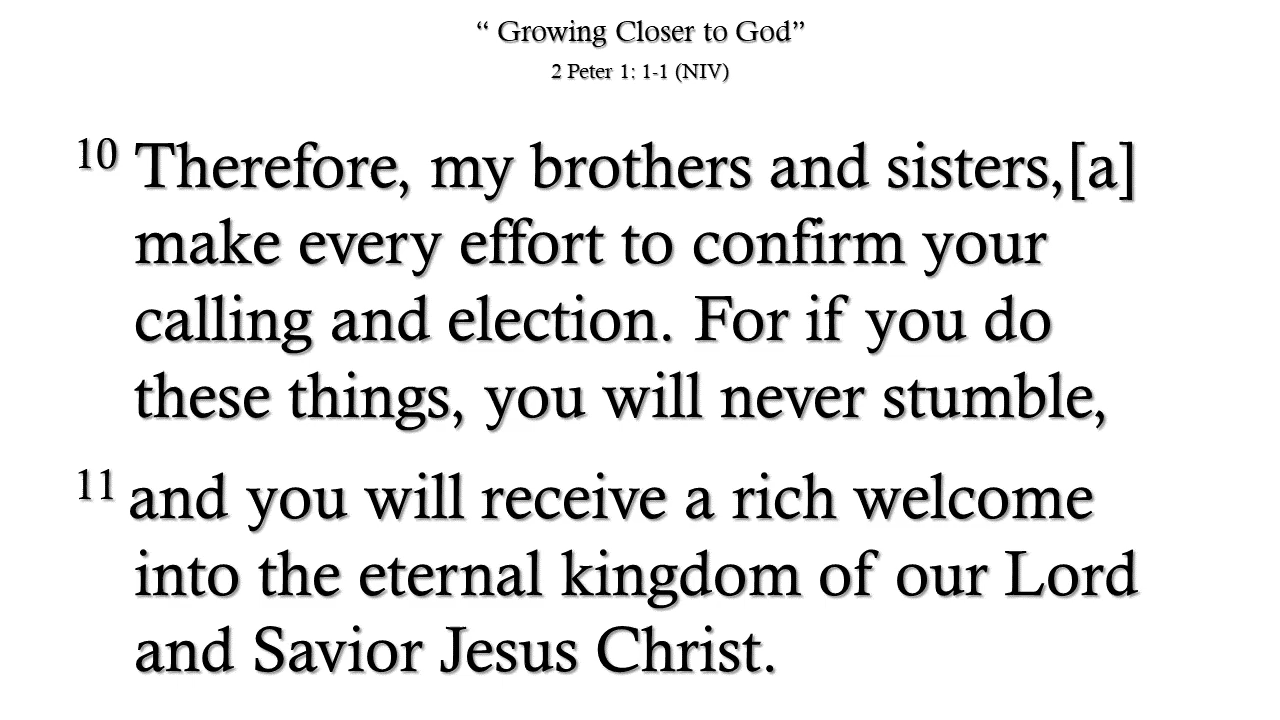 “ Growing Closer to God”
2 Peter 1: 1-1 (NIV)
10 Therefore, my brothers and sisters,[a]
make every effort to confirm your
calling and election. For if you do
these things, you will never stumble,
11 and you will receive a rich welcome
into the eternal kingdom of our Lord
and Savior Jesus Christ.